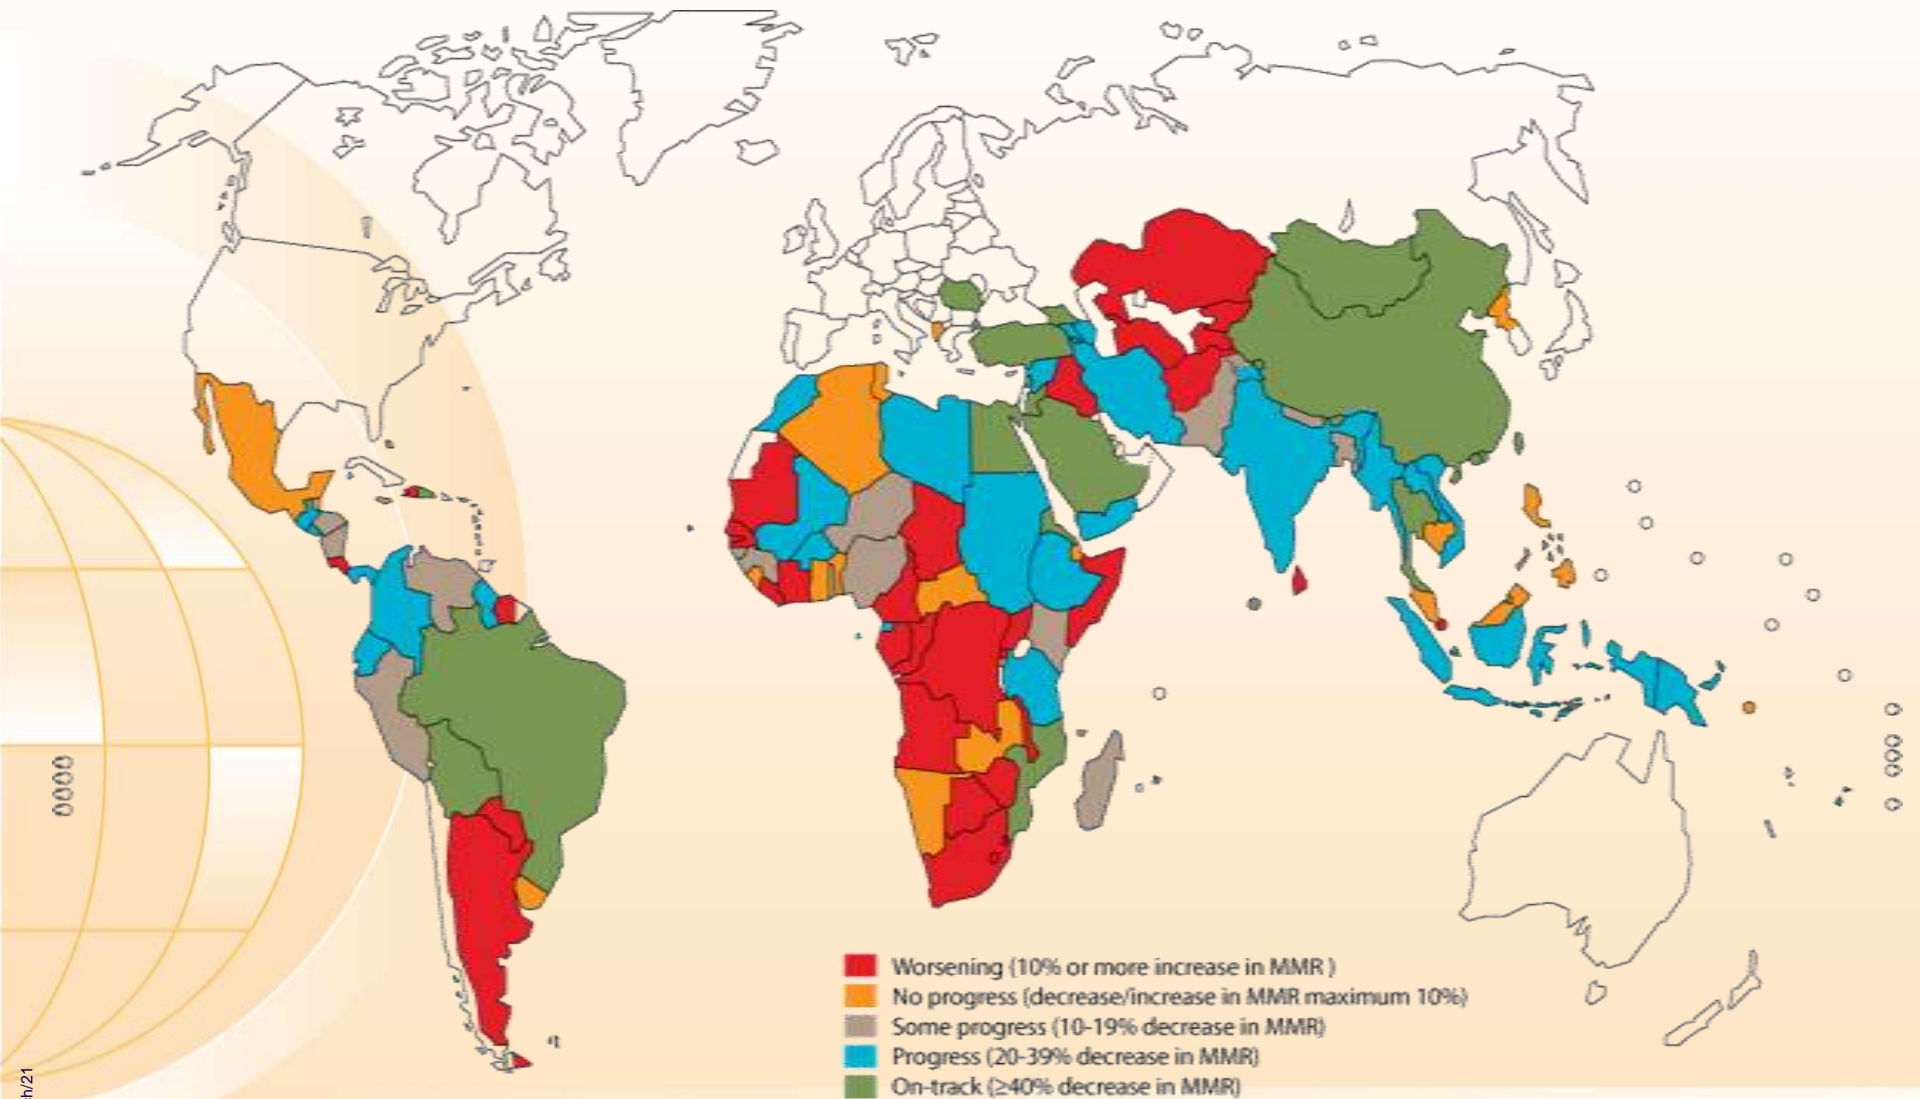 Worsening (10% or more increase in MMR )
No progress (decrease/increase in MMR maximum 10%)
Some progress (10-19% decrease in MMR)
Progress (20-39% decrease in MMR)
On-track (≥40% decrease in MMR)